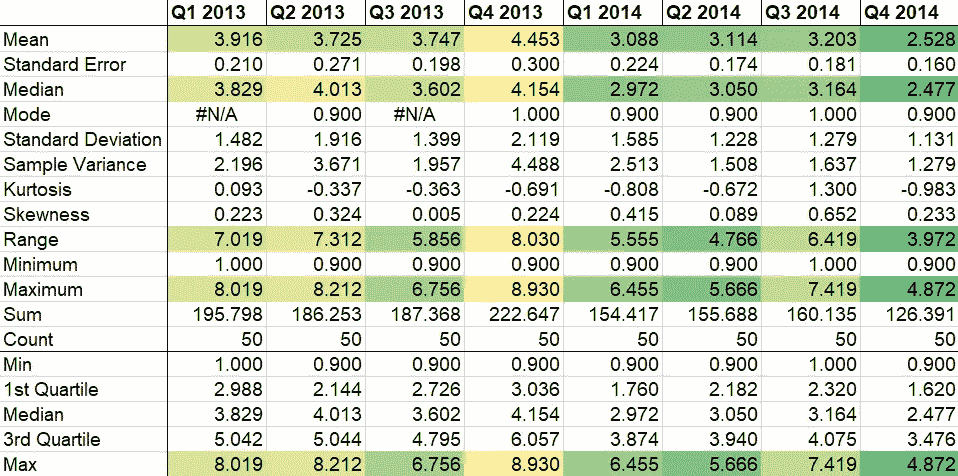 Q1 2013 Q2 2013 Q3 2013 Q4 2013 Q1 2014 Q2 2014 Q3 2014 Q4 2014
Mean 3.916 3.725 3.747 4.453 3.088 3.114 3.203 2.528
Standard Error 0.210 0.271 0.198 0.300 0.224 0.174 0.181 0.160
Median 3.829 4.013 3.602 4.154 2.972 3.050 3.164 2.477
Mode #N/A 0.900 #N/A 1.000 0.900 0.900 1.000 0.900
Standard Deviation 1.482 1.916 1.399 2.119 1.585 1.228 1.279 1.131
Sample Variance 2.196 3.671 1.957 4.488 2.513 1.508 1.637 1.279
Kurtosis 0.093 -0.337 -0.363 -0.691 -0.808 -0.672 1.300 -0.983
Skewness 0.223 0.324 0.005 0.224 0.415 0.089 0.652 0.233
Range 7.019 7.312 5.856 8.030 5.555 4.766 6.419 3.972
Minimum 1.000 0.900 0.900 0.900 0.900 0.900 1.000 0.900
Maximum 8.019 8.212 6.756 8.930 6.455 5.666 7.419 4.872
Sum 195.798 186.253 187.368 222.647 154.417 155.688 160.135 126.391
Count 50 50 50 50 50 50 50 50
Min 1.000 0.900 0.900 0.900 0.900 0.900 1.000 0.900
1st Quartile 2.988 2.144 2.726 3.036 1.760 2.182 2.320 1.620
Median 3.829 4.013 3.602 4.154 2.972 3.050 3.164 2.477
3rd Quartile 5.042 5.044 4.795 6.057 3.874 3.940 4.075 3.476
Max 8.019 8.212 6.756 8.930 6.455 5.666 7.419 4.872